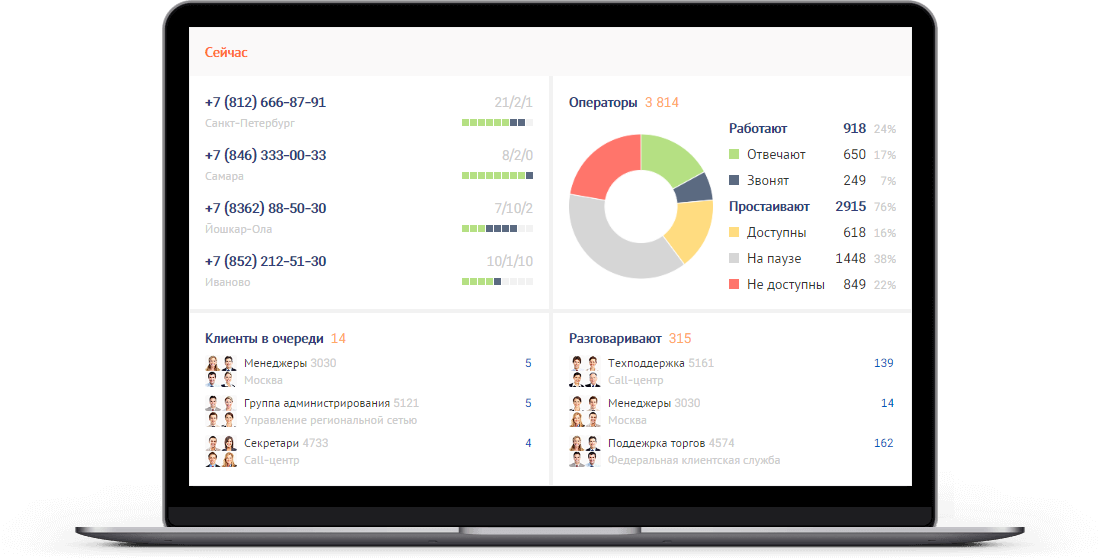 Сейчас
+7 (812) 666-87-91 21/2/1
Санкт-Петербург
+7 (846) 333-00-33 8/2/0
Самара
+7 (8362) 88-50-30 7/10/2
Йошкар-Ола
+7 (852) 212-51-30 10/1/10
Иваново
Операторы 3 814
Работают 918 24%
Отвечают 650 17%
Звонят 249 7%
Простаивают 2915 76%
Доступны 618 16%
На паузе 1448 38%
Не доступны 849 22%
Клиенты в очереди 14
Менеджеры 3030 5
Москва
Группа администрирования 5121 5
Управление региональной сетью
Секретари 4733 4
Call-центр
Разговаривают 315
Техподдержка 5161 139
Call-центр
Менеджеры 3030 14
Москва
Поддежрка торгов 4574 162
Федеральная клиентская служба